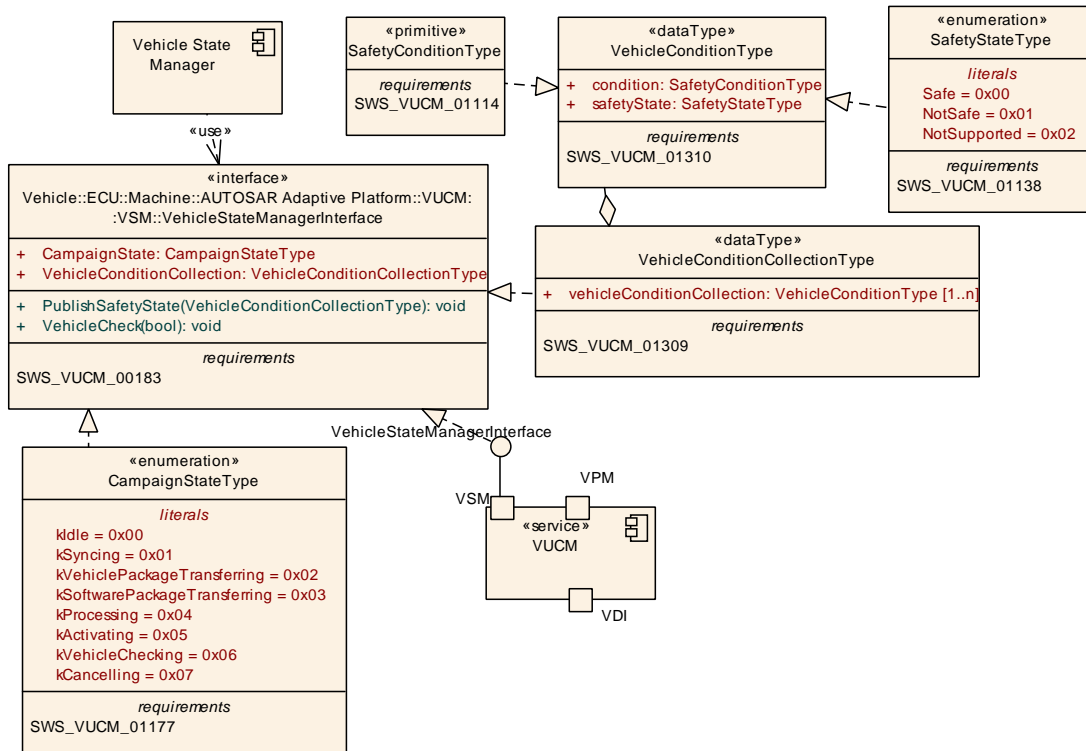 Vehicle State
Manager
«use»
«primitive»
SafetyConditionType
requirements
SWS_VUCM_01114
«dataType»
VehicleConditionType
+ condition: SafetyConditionType
+ safetyState: SafetyStateType
requirements
SWS_VUCM_01310
«enumeration»
SafetyStateType
literals
Safe = 0x00
NotSafe = 0x01
NotSupported = 0x02
requirements
SWS_VUCM_01138
«interface»
Vehicle::ECU::Machine::AUTOSAR Adaptive Platform::VUCM:
:VSM::VehicleStateManagerInterface
+ CampaignState: CampaignStateType
+ VehicleConditionCollection: VehicleConditionCollectionType
+ PublishSafetyState(VehicleConditionCollectionType): void
+ VehicleCheck(bool): void
requirements
SWS_VUCM_00183
«dataType»
VehicleConditionCollectionType
+ vehicleConditionCollection: VehicleConditionType [1..n]
requirements
SWS_VUCM_01309
VehicleStateManagerInterface
«enumeration»
CampaignStateType
literals
kIdle = 0x00
kSyncing = 0x01
kVehiclePackageTransferring = 0x02
kSoftwarePackageTransferring = 0x03
kProcessing = 0x04
kActivating = 0x05
kVehicleChecking = 0x06
kCancelling = 0x07
requirements
SWS_VUCM_01177
VSM
VPM
«service»
VUCM
VDI